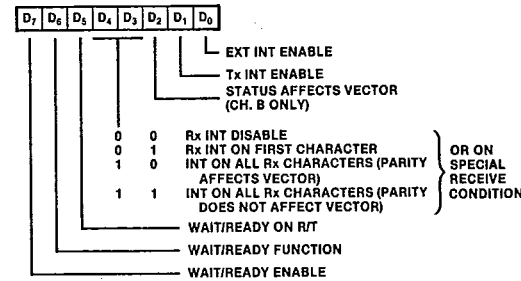 D7 D6 D5 D4 D3 D2 D1 D0
EXT INT ENABLE
Tx INT ENABLE
STATUS AFFECTS VECTOR
(CH. B ONLY)
0 0 Rx INT DISABLE
0 1 Rx INT ON FIRST CHARACTER
1 0 INT ON ALL Rx CHARACTERS (PARITY
AFFECTS VECTOR)
1 1 INT ON ALL Rx CHARACTERS (PARITY
DOES NOT AFFECT VECTOR)
OR ON
SPECIAL
RECEIVE
CONDITION
WAIT/READY ON R/T
WAIT/READY FUNCTION
WAIT/READY ENABLE